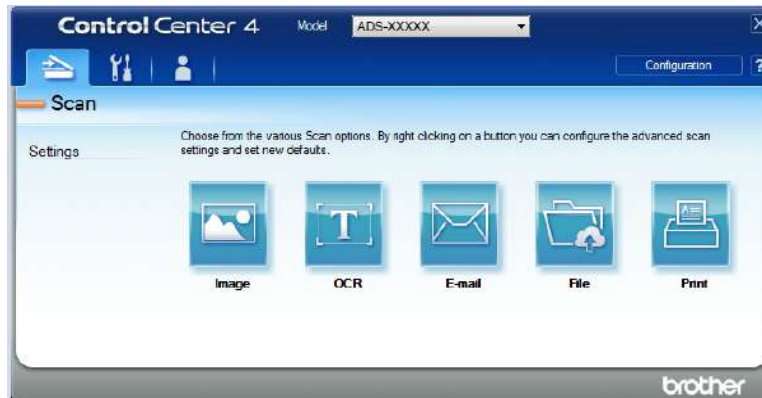 Control Center 4
Model
ADS-XXXXX
Configuration
?
Scan
Settings
Choose from the various Scan options. By right clicking on a button you can configure the advanced scan
settings and set new defaults.
T
Image
OCR
E-mail
File
Print
brother